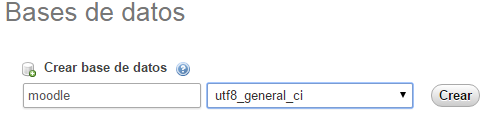 Bases de datos
Crear base de datos
moodle utf8_general_ci Crear